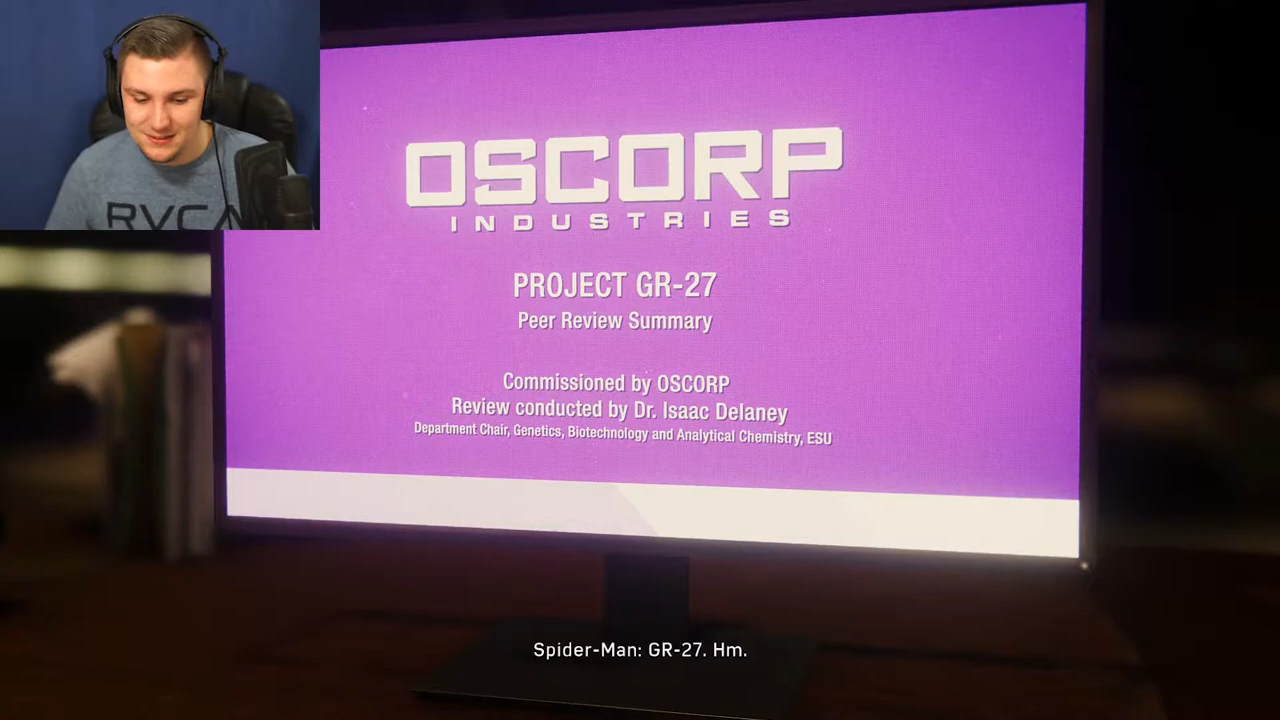 RVCA
OSCORP
INDUSTRIES
PROJECT GR-27
Peer Review Summary
Commissioned by OSCORP
Review conducted by Dr. Isaac Delaney
Department Chair, Genetics, Biotechnology and Analytical Chemistry, ESU
Spider-Man: GR-27. Hm.